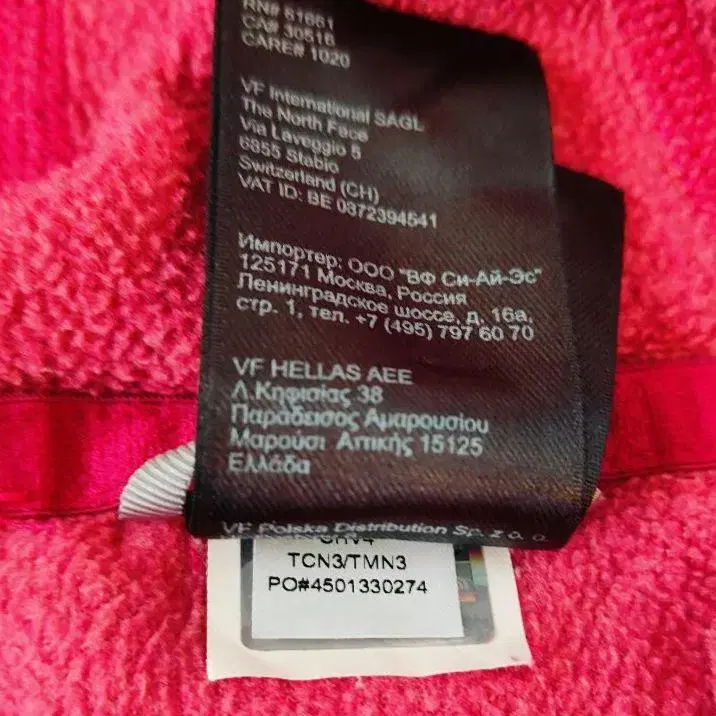 RN# 61661
CA# 30516
CARE# 1020
VF International SAGL
The North Face
Via Laveggio 5
6855 Stabio
Switzerland (CH)
VAT ID: BE 0872394541
Импортер: ООО "ВФ Си-Ай-Эс"
125171 Москва, Россия
Ленинградское шоссе, д. 16а,
стр. 1, тел. +7 (495) 797 60 70
VF HELLAS AEE
Λ.Κηφισίας 38
Παράδεισος Αμαρουσίου
Μαρούσι Αττικής 15125
Ελλάδα
VF Polska Distribution Sp. z o. o.
TCN3/TMN3
PO#4501330274